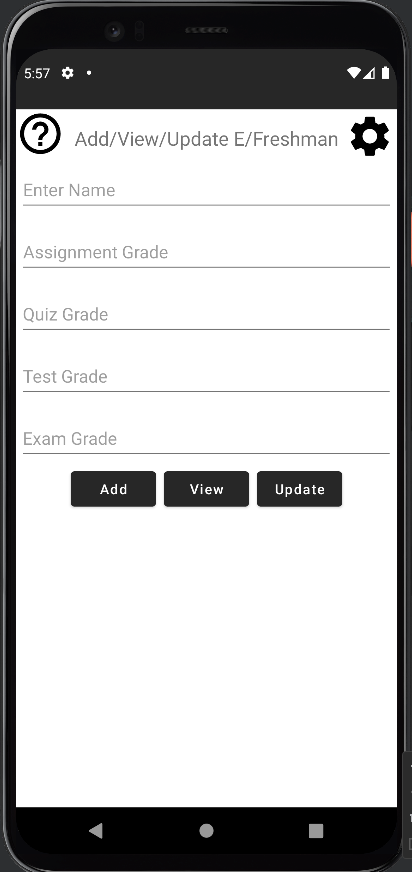 5:57
Add/View/Update E/Freshman
Enter Name
Assignment Grade
Quiz Grade
Test Grade
Exam Grade
Add View Update